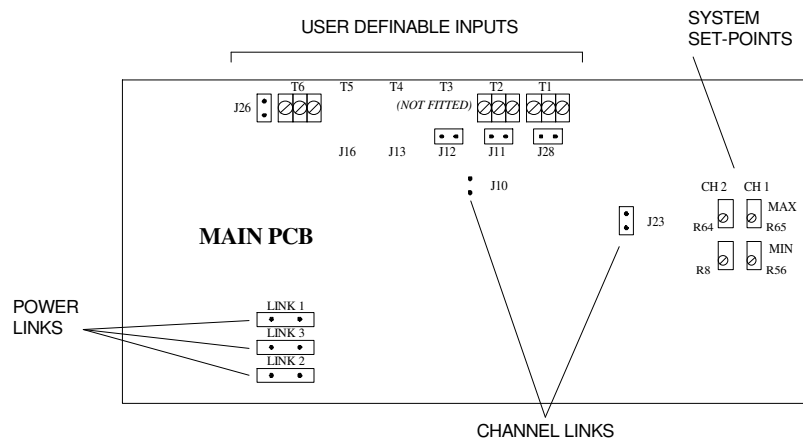 USER DEFINABLE INPUTS
SYSTEM
SET-POINTS
T6 T5 T4 T3 T2 T1
J26
(NOT FITTED)
J16 J13 J12 J11 J28
J10
CH 2 CH 1
J23
MAX
R64 R65
MAIN PCB
MIN
R8 R56
POWER
LINKS
LINK 1
LINK 3
LINK 2
CHANNEL LINKS